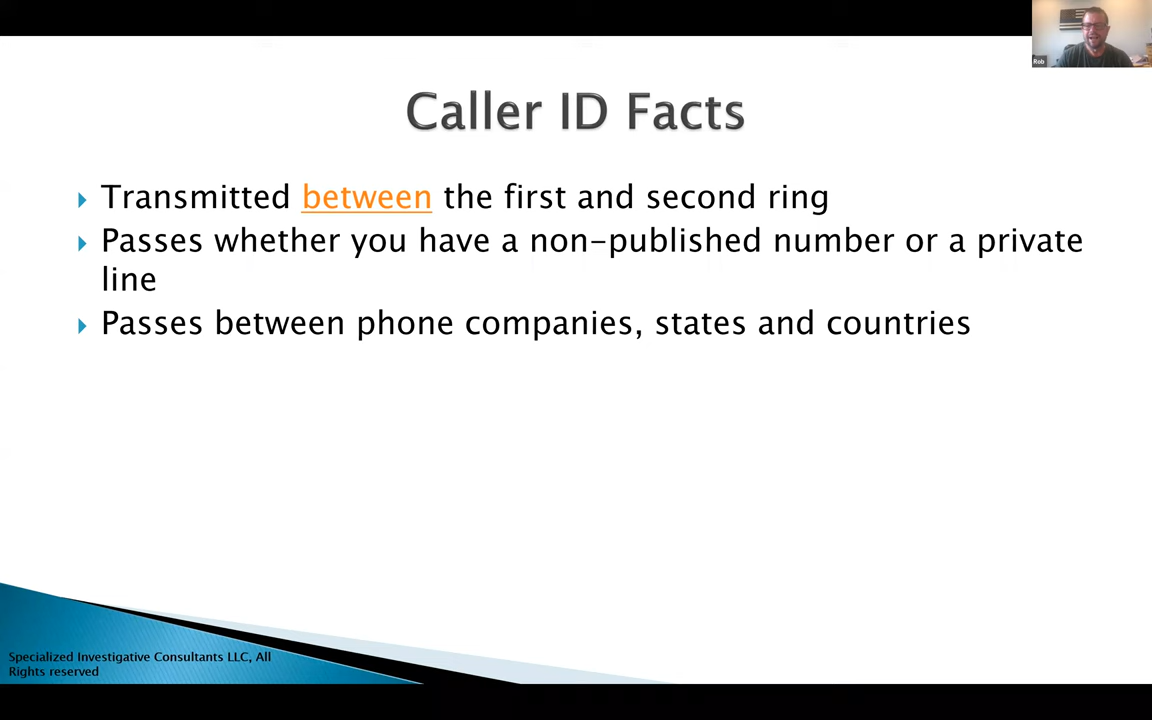 Rob
Caller ID Facts
Transmitted between the first and second ring
Passes whether you have a non-published number or a private
line
Passes between phone companies, states and countries
Specialized Investigative Consultants LLC, All
Rights reserved